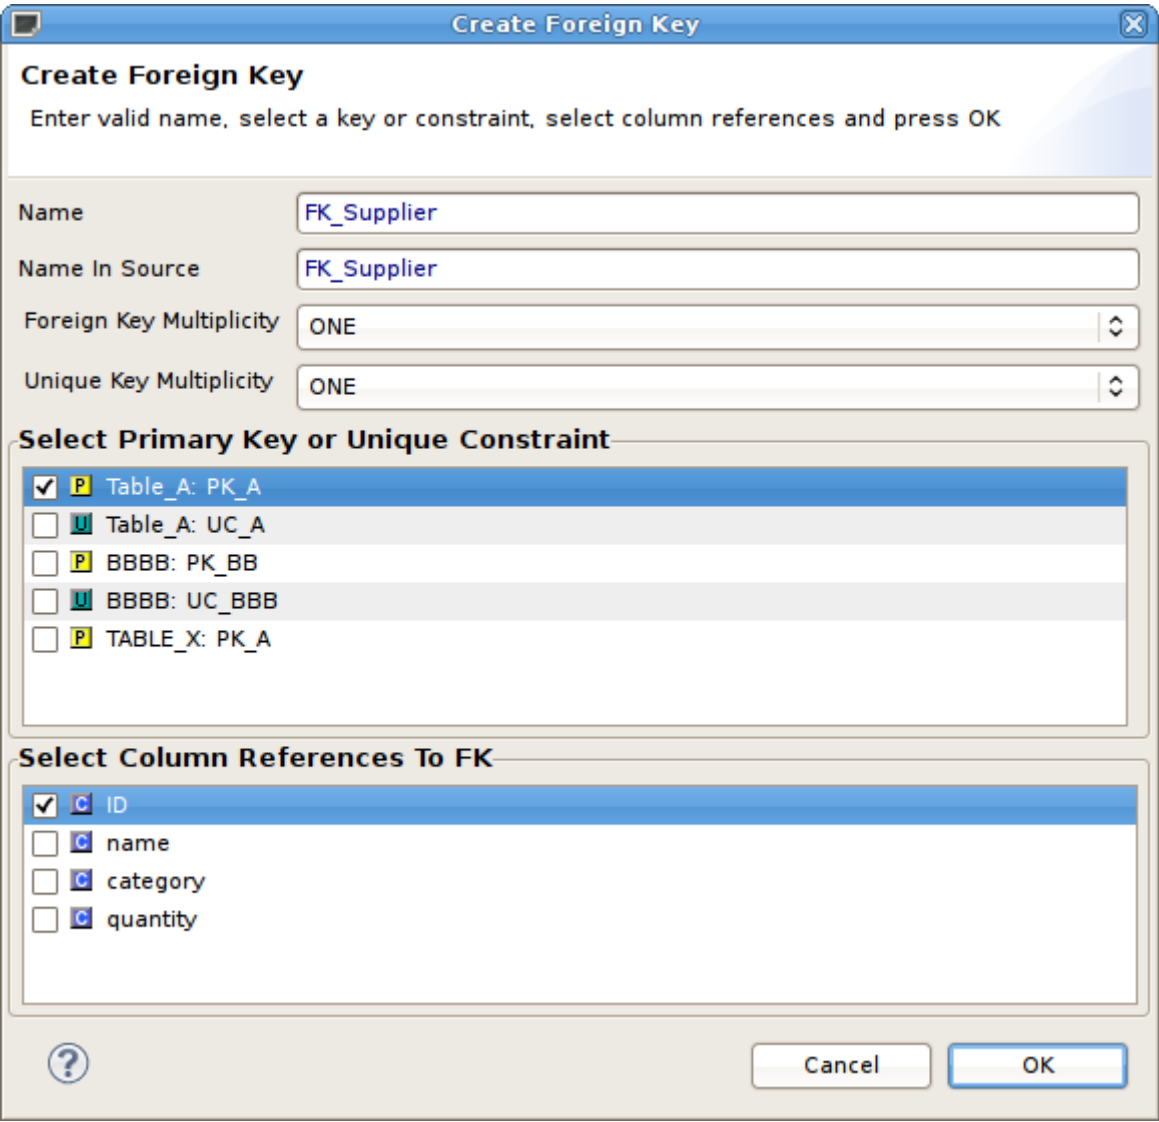 Create Foreign Key
Create Foreign Key
Enter valid name, select a key or constraint, select column references and press OK
Name FK_Supplier
Name In Source FK_Supplier
Foreign Key Multiplicity ONE
Unique Key Multiplicity ONE
Select Primary Key or Unique Constraint
P Table_A: PK_A
U Table_A: UC_A
P BBBB: PK_BB
U BBBB: UC_BBB
P TABLE_X: PK_A
Select Column References To FK
C ID
C name
C category
C quantity
? Cancel OK